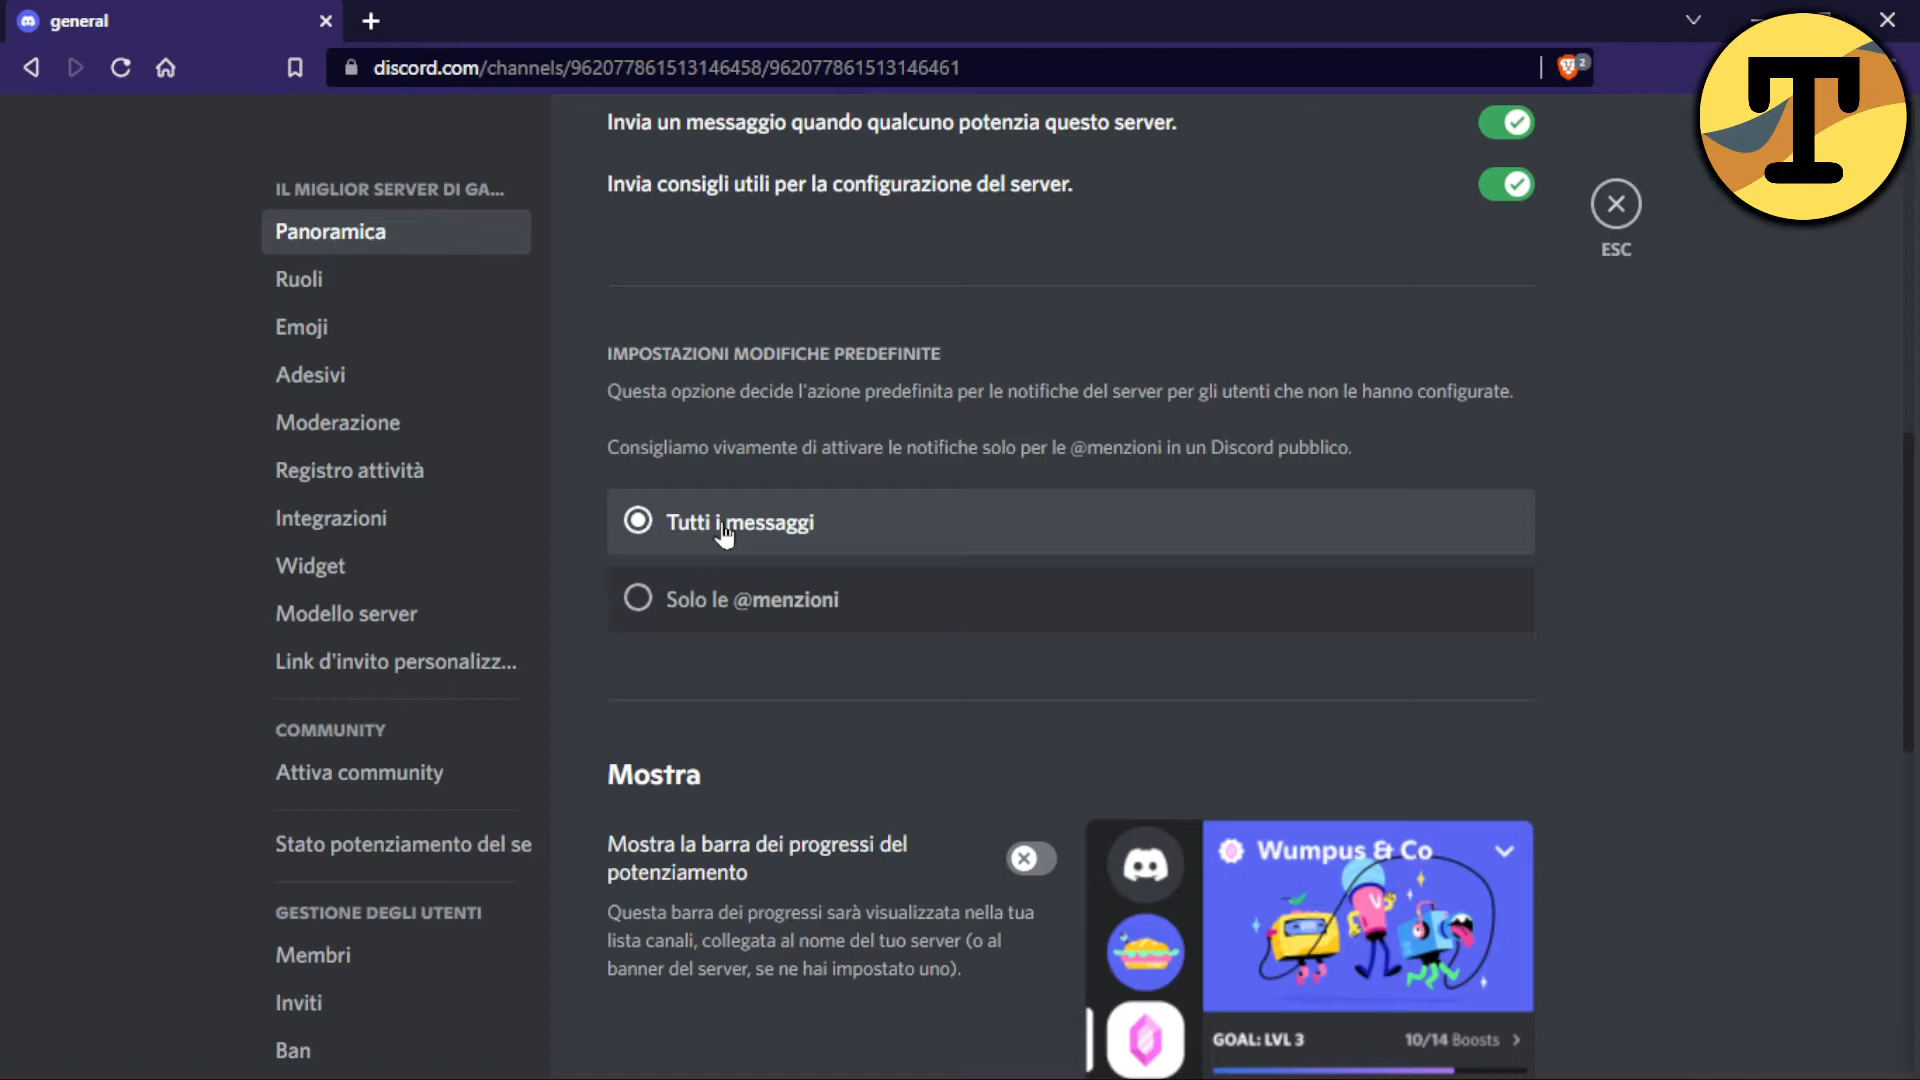 general
discord.com/channels/962077861513146458/962077861513146461
2
T
Invia un messaggio quando qualcuno potenzia questo server.
Invia consigli utili per la configurazione del server.
ESC
IL MIGLIOR SERVER DI GA...
Panoramica
Ruoli
Emoji
Adesivi
Moderazione
Registro attività
Integrazioni
Widget
Modello server
Link d'invito personalizz...
COMMUNITY
Attiva community
Stato potenziamento del se
GESTIONE DEGLI UTENTI
Membri
Inviti
Ban
IMPOSTAZIONI MODIFICHE PREDEFINITE
Questa opzione decide l'azione predefinita per le notifiche del server per gli utenti che non le hanno configurate.
Consigliamo vivamente di attivare le notifiche solo per le @menzioni in un Discord pubblico.
Tutti i messaggi
Solo le @menzioni
Mostra
Mostra la barra dei progressi del
potenziamento
Questa barra dei progressi sarà visualizzata nella tua
lista canali, collegata al nome del tuo server (o al
banner del server, se ne hai impostato uno).
Wumpus & Co
GOAL: LVL 3
10/14 Boosts